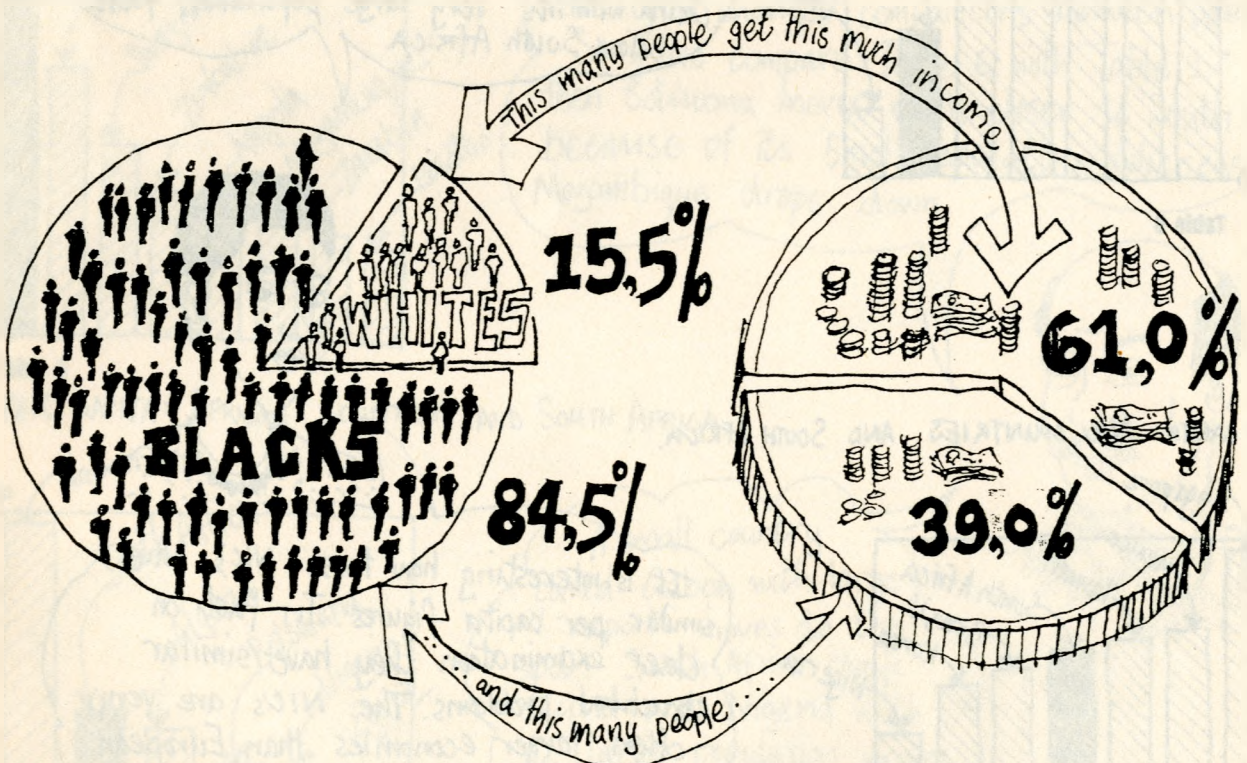 This many people get this much income
WHITES
15,5%
61,0%
BLACKS
84,5%
39,0%
...and this many people...